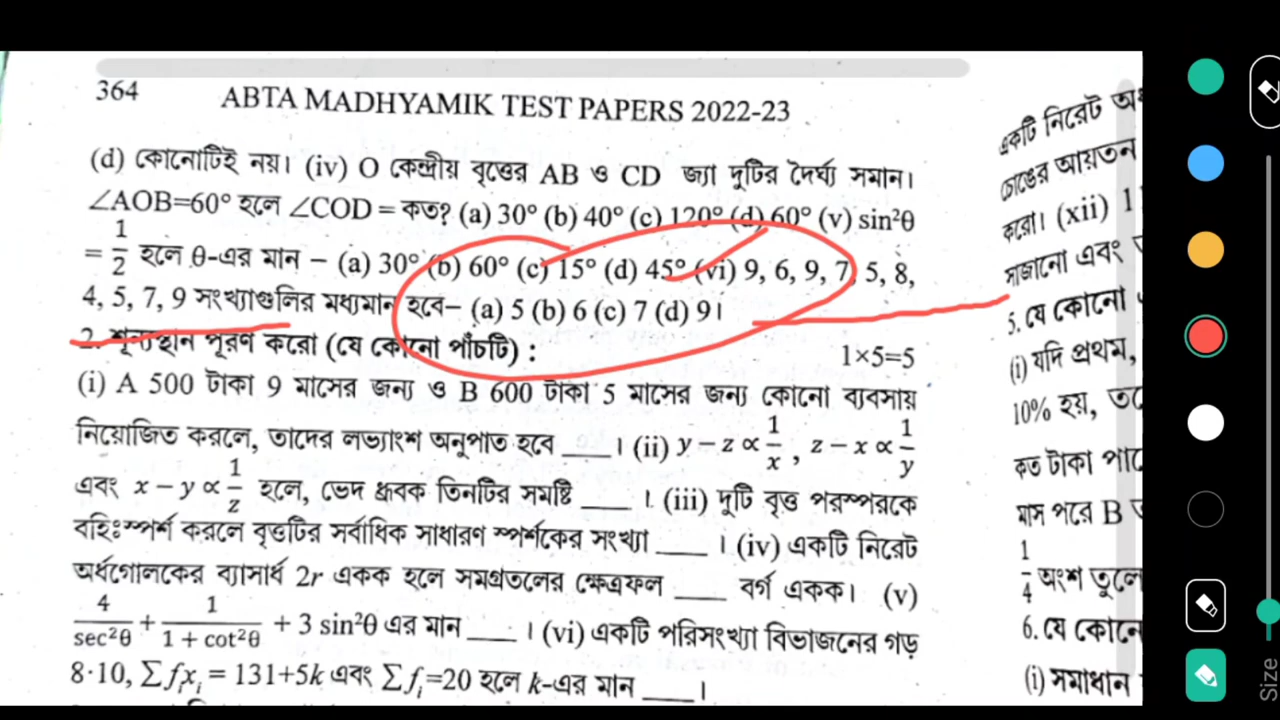 364 ABTA MADHYAMIK TEST PAPERS 2022-23
(d) কোনোটিই নয়। (iv) O কেন্দ্রীয় বৃত্তের AB ও CD জ্যা দুটির দৈর্ঘ্য সমান।
∠AOB=60° হলে ∠COD = কত? (a) 30° (b) 40° (c) 120° (d) 60° (v) sin²θ
= 1/2 হলে θ-এর মান – (a) 30° (b) 60° (c) 15° (d) 45° (vi) 9, 6, 9, 7, 5, 8,
4, 5, 7, 9 সংখ্যাগুলির মধ্যমান হবে– (a) 5 (b) 6 (c) 7 (d) 9।
2. শূন্যস্থান পূরণ করো (যে কোনো পাঁচটি) : 1×5=5
(i) A 500 টাকা 9 মাসের জন্য ও B 600 টাকা 5 মাসের জন্য কোনো ব্যবসায়
নিয়োজিত করলে, তাদের লভ্যাংশ অনুপাত হবে ___। (ii) y – z ∝ 1/x , z – x ∝ 1/y
এবং x – y ∝ 1/z হলে, ভেদ ধ্রুবক তিনটির সমষ্টি ___ । (iii) দুটি বৃত্ত পরস্পরকে
বহিঃস্পর্শ করলে বৃত্তটির সর্বাধিক সাধারণ স্পর্শকের সংখ্যা ___ । (iv) একটি নিরেট
অর্ধগোলকের ব্যাসার্ধ 2r একক হলে সমগ্রতলের ক্ষেত্রফল ___ বর্গ একক। (v)
4/sec²θ + 1/(1 + cot²θ) + 3 sin²θ এর মান ___ । (vi) একটি পরিসংখ্যা বিভাজনের গড়
8·10, ∑fᵢxᵢ = 131+5k এবং ∑fᵢ=20 হলে k-এর মান ___ ।
একটি নিরেট
চোঙের আয়তন
করো। (xii) 1
সাজানো এবং
5. যে কোনো
(i) যদি প্রথম,
10% হয়,
কত টাকা
মাস পরে B
1/4 অংশ তুলে
6. যে কোনো
(i) সমাধান
Size